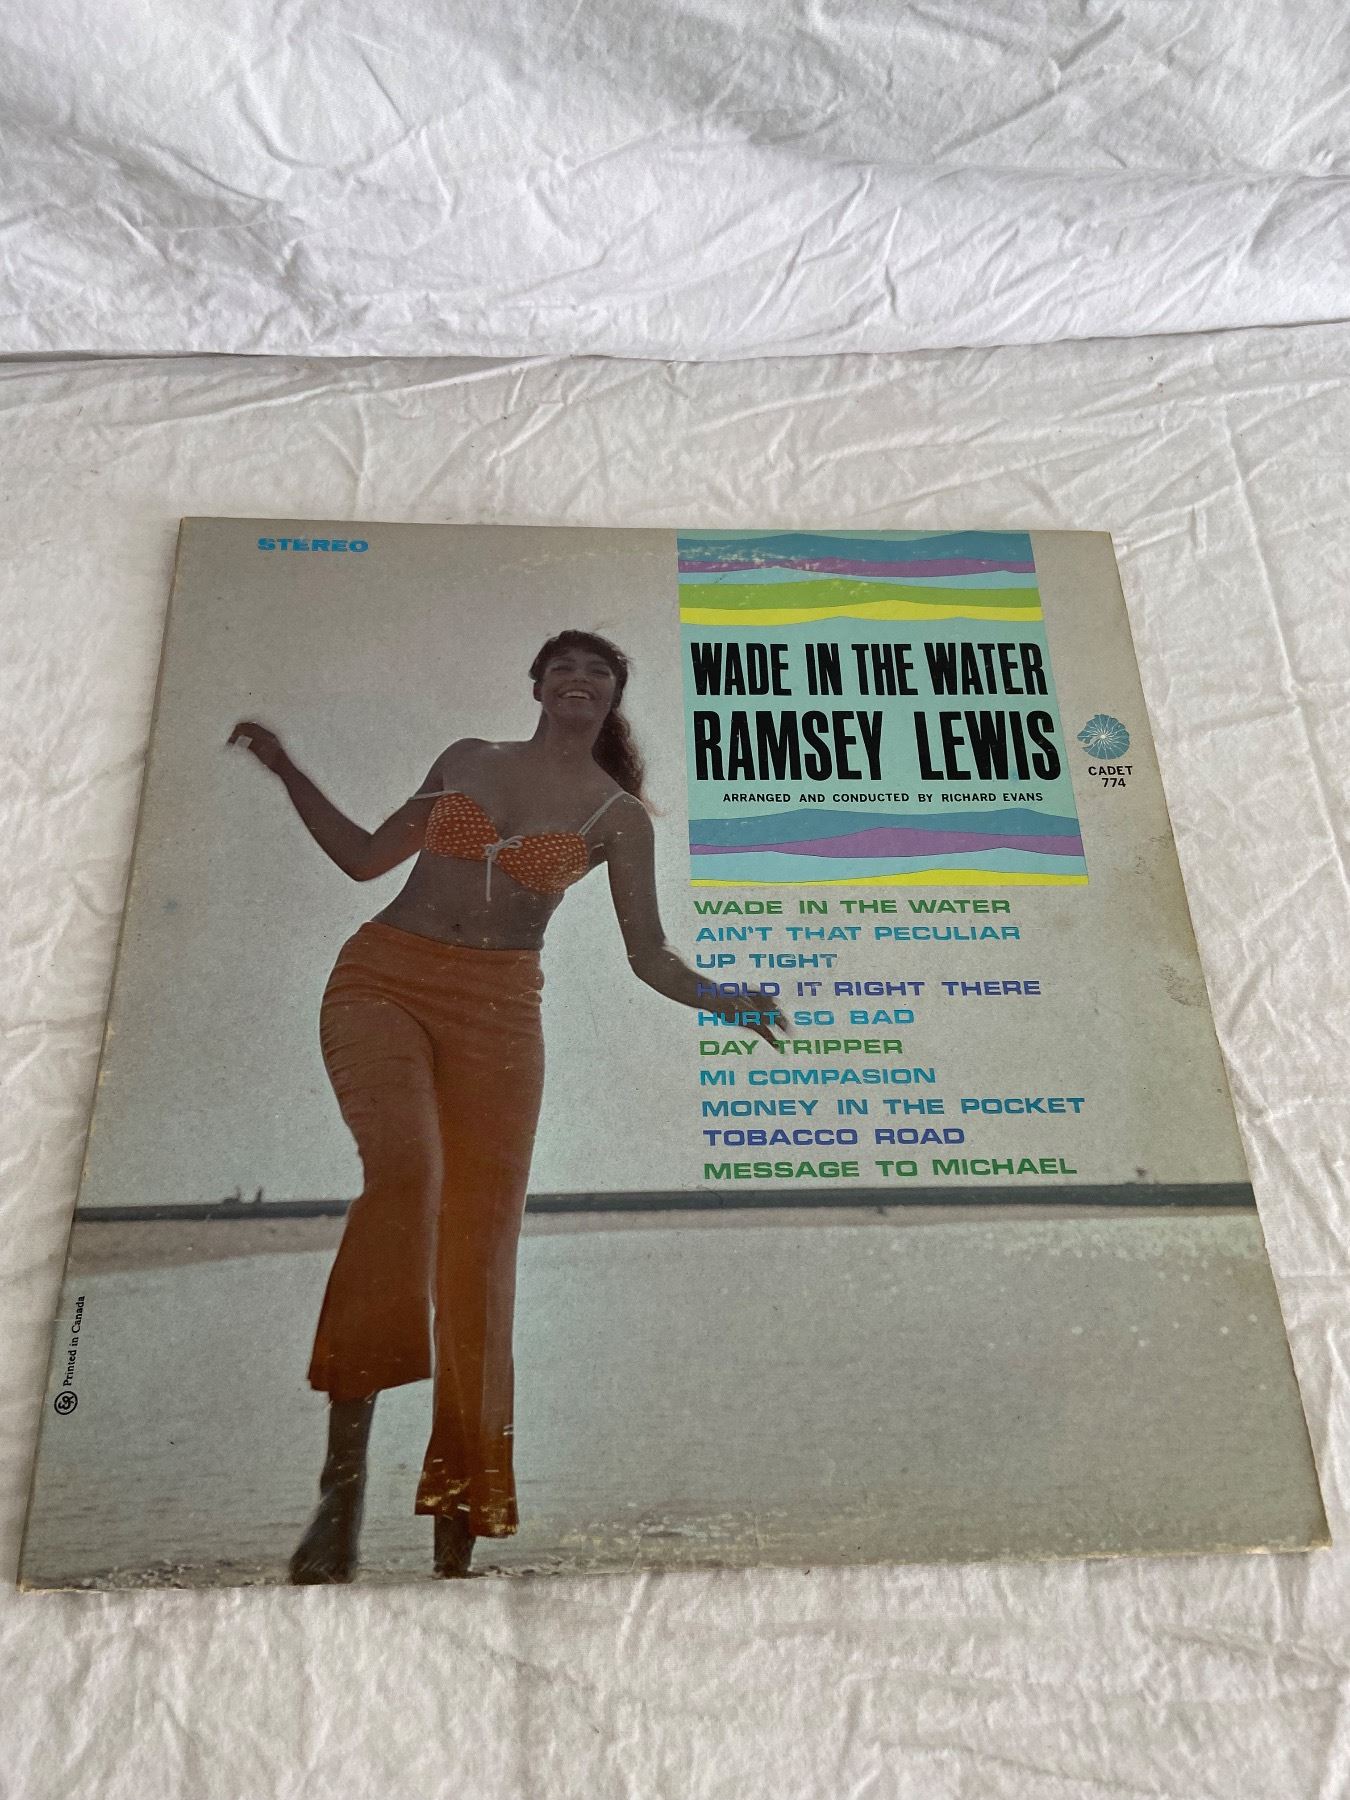 STEREO
WADE IN THE WATER
RAMSEY LEWIS
ARRANGED AND CONDUCTED BY RICHARD EVANS
CADET
774
WADE IN THE WATER
AIN'T THAT PECULIAR
UP TIGHT
HOLD IT RIGHT THERE
HURT SO BAD
DAY TRIPPER
MI COMPASION
MONEY IN THE POCKET
TOBACCO ROAD
MESSAGE TO MICHAEL
Printed in Canada